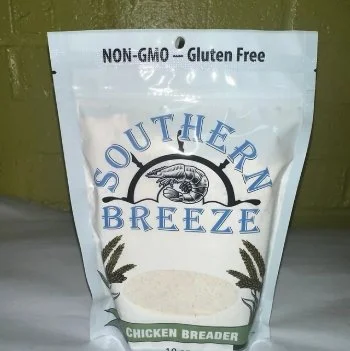 NON-GMO — Gluten Free
SOUTHERN
BREEZE
CHICKEN BREADER